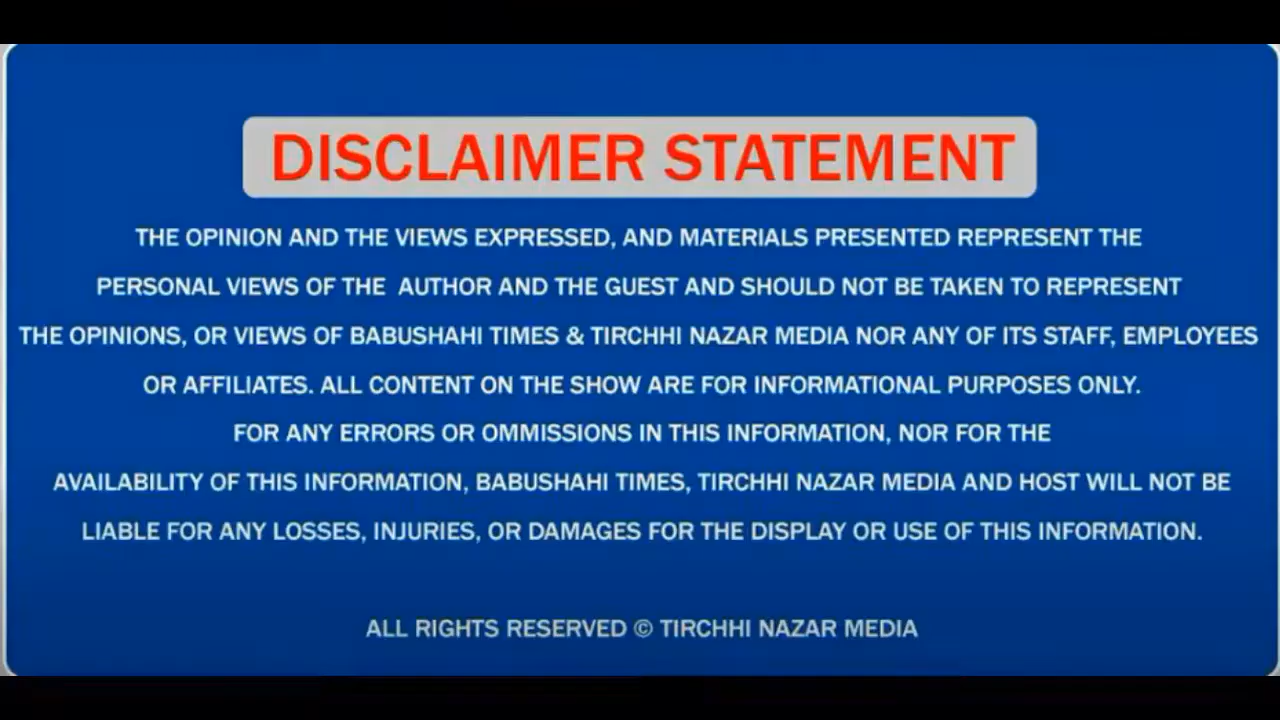 DISCLAIMER STATEMENT
THE OPINION AND THE VIEWS EXPRESSED, AND MATERIALS PRESENTED REPRESENT THE
PERSONAL VIEWS OF THE AUTHOR AND THE GUEST AND SHOULD NOT BE TAKEN TO REPRESENT
THE OPINIONS, OR VIEWS OF BABUSHAHI TIMES & TIRCHHI NAZAR MEDIA NOR ANY OF ITS STAFF, EMPLOYEES
OR AFFILIATES. ALL CONTENT ON THE SHOW ARE FOR INFORMATIONAL PURPOSES ONLY.
FOR ANY ERRORS OR OMMISSIONS IN THIS INFORMATION, NOR FOR THE
AVAILABILITY OF THIS INFORMATION, BABUSHAHI TIMES, TIRCHHI NAZAR MEDIA AND HOST WILL NOT BE
LIABLE FOR ANY LOSSES, INJURIES, OR DAMAGES FOR THE DISPLAY OR USE OF THIS INFORMATION.
ALL RIGHTS RESERVED © TIRCHHI NAZAR MEDIA